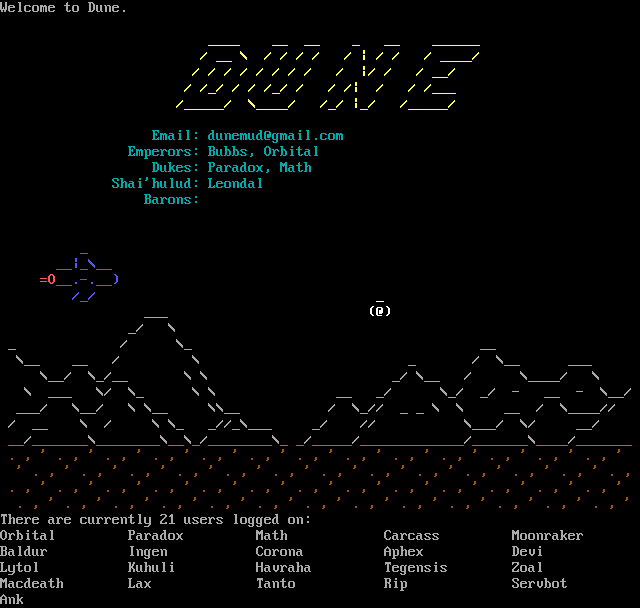 Welcome to Dune.
DUNE
Email: dunemud@gmail.com
Emperors: Bubbs, Orbital
Dukes: Paradox, Math
Shai'hulud: Leondal
Barons:
There are currently 21 users logged on:
Orbital Paradox Math Carcass Moonraker
Baldur Ingen Corona Aphex Devi
Lytol Kuhuli Havraha Tegensis Zoal
Macdeath Lax Tanto Rip Servbot
Ank